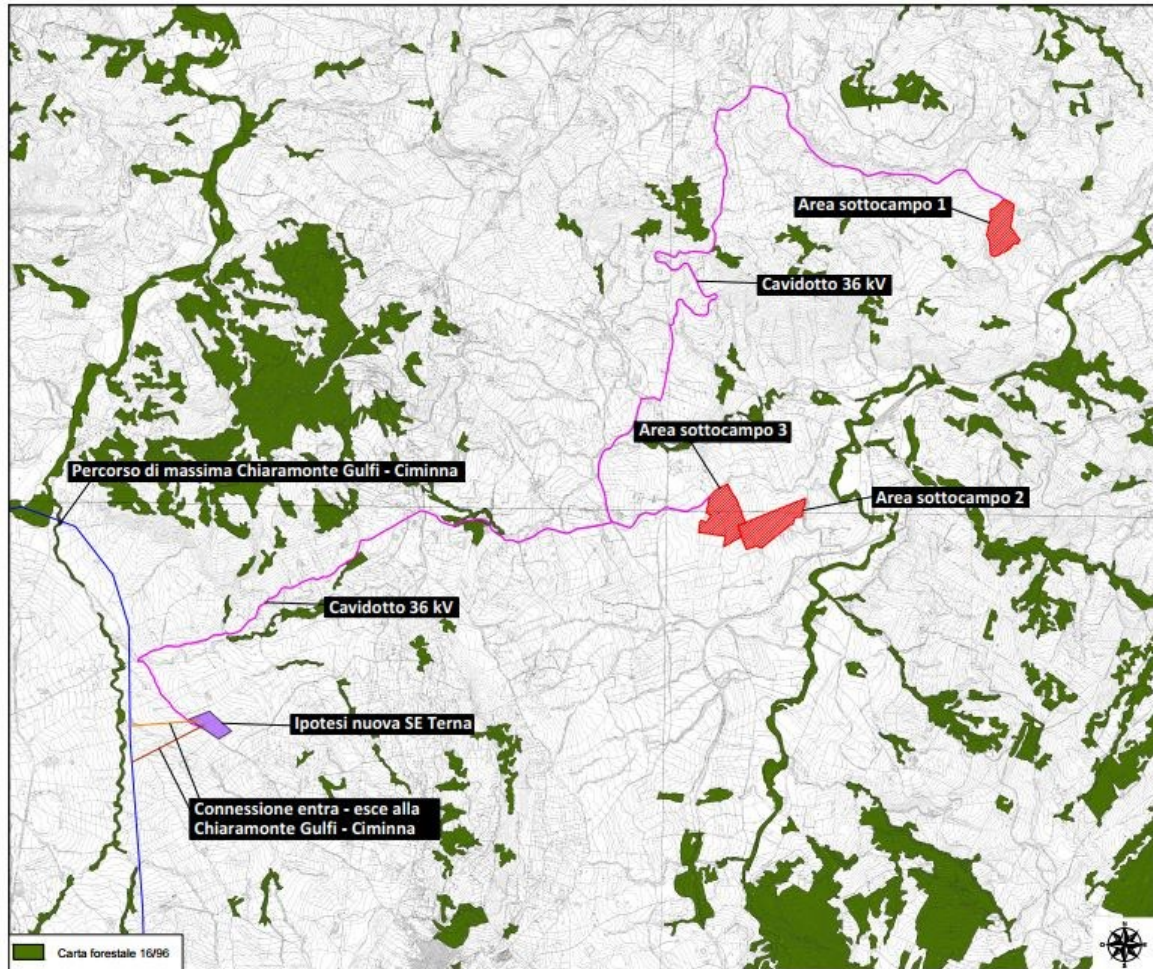 Area sottocampo 1
Cavidotto 36 kV
Area sottocampo 3
Percorso di massima Chiaramonte Gulfi - Ciminna
Area sottocampo 2
Cavidotto 36 kV
Ipotesi nuova SE Terna
Connessione entra - esce alla
Chiaramonte Gulfi - Ciminna
Carta forestale 16/96